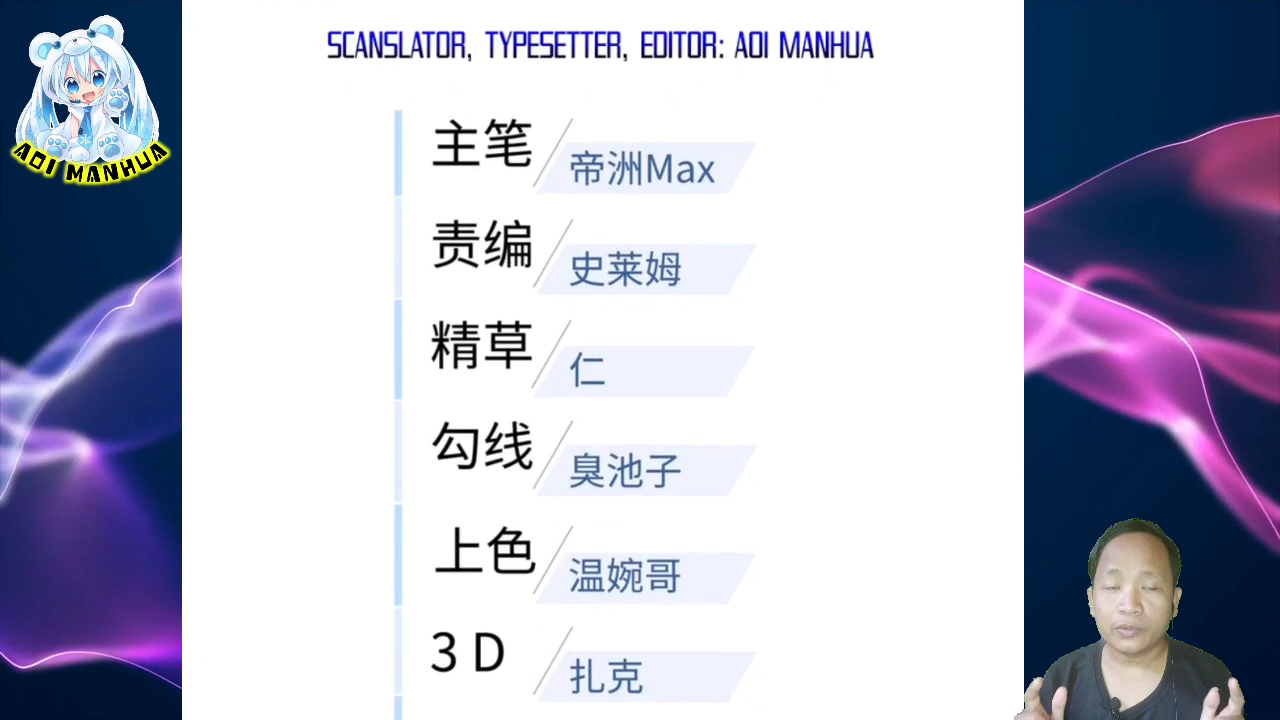 SCANSLATOR, TYPESETTER, EDITOR: AOI MANHUA
AOI MANHUA
主笔
帝洲Max
责编
史莱姆
精草
仁
勾线
臭池子
上色
温婉哥
3D
扎克